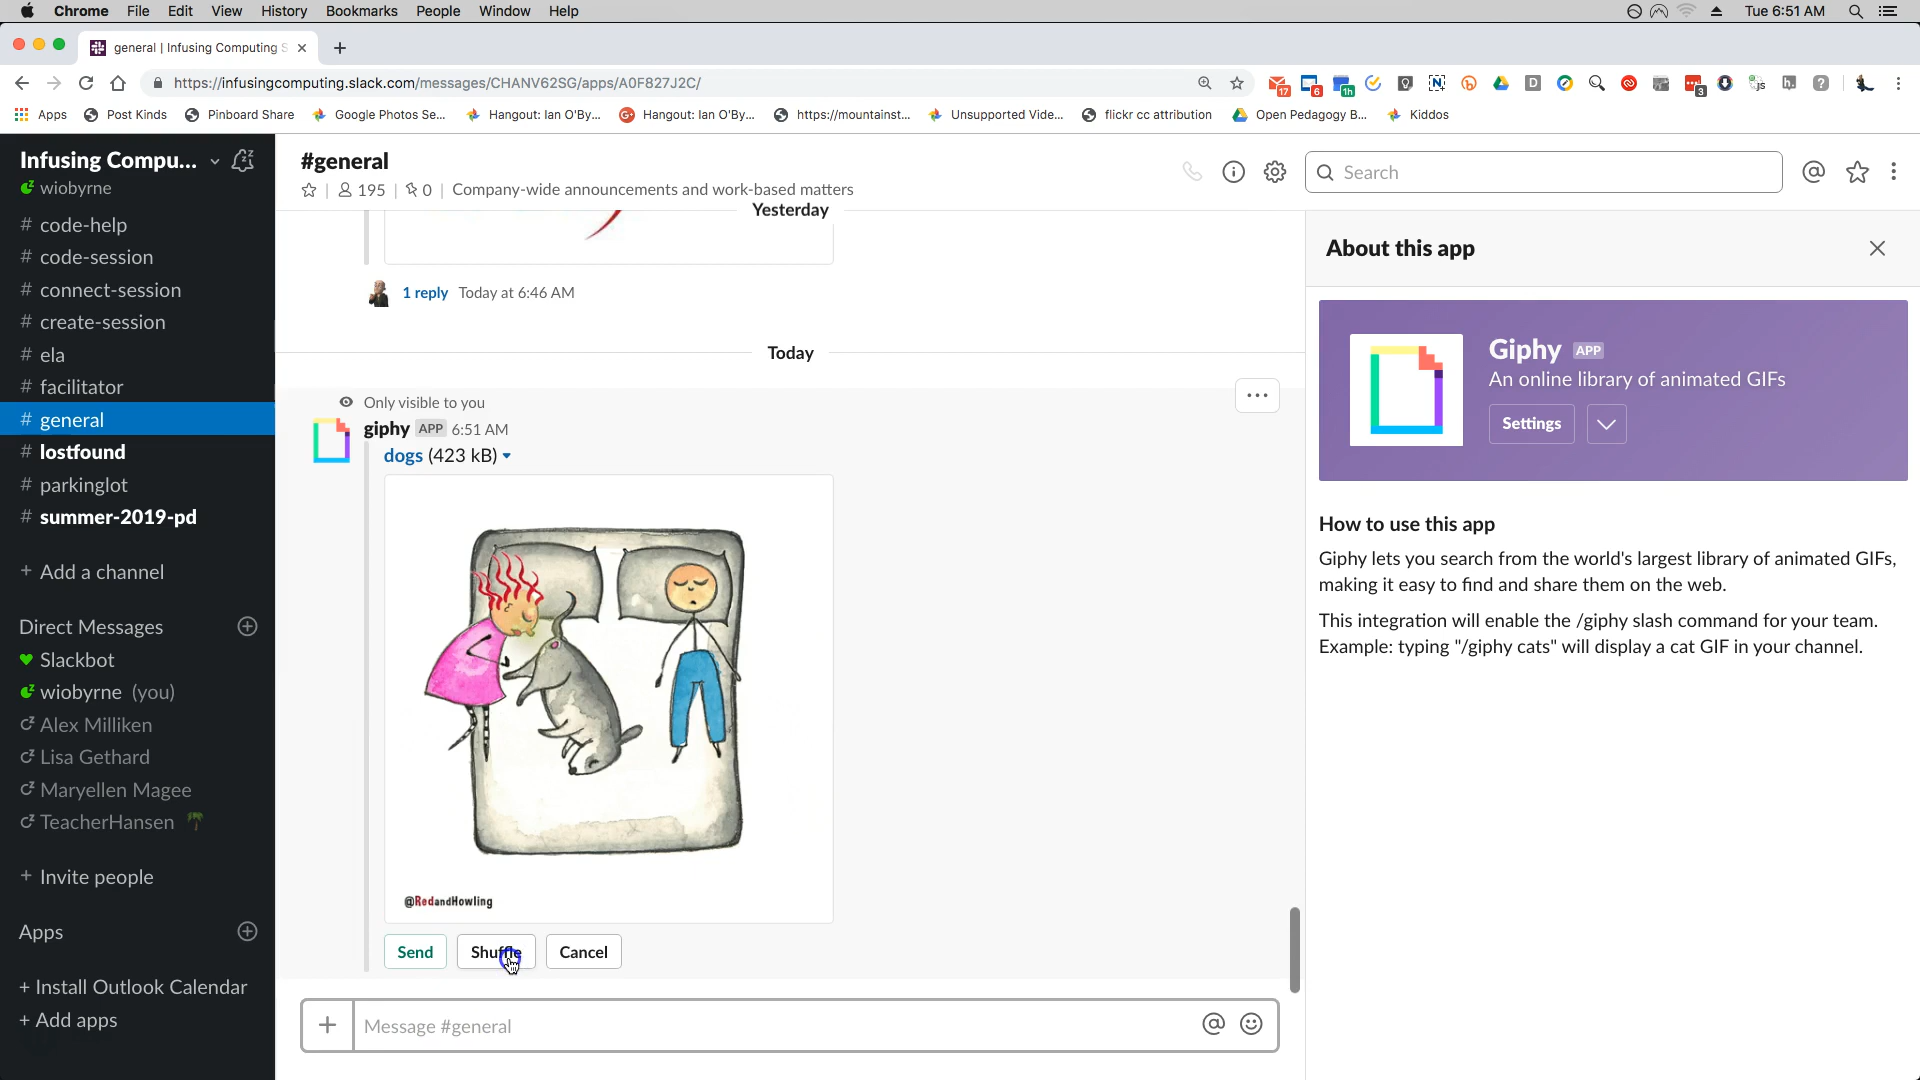 Chrome File Edit View History Bookmarks People Window Help Tue 6:51 AM
general | Infusing Computing S
https://infusingcomputing.slack.com/messages/CHANV62SG/apps/A0F827J2C/
17 6 1h 3
Apps Post Kinds Pinboard Share Google Photos Se... Hangout: Ian O'By... Hangout: Ian O'By... https://mountainst... Unsupported Vide... flickr cc attribution Open Pedagogy B... Kiddos
Infusing Compu...
wiobyrne
# code-help
# code-session
# connect-session
# create-session
# ela
# facilitator
# general
# lostfound
# parkinglot
# summer-2019-pd
+ Add a channel
Direct Messages
Slackbot
wiobyrne (you)
Alex Milliken
Lisa Gethard
Maryellen Magee
TeacherHansen
+ Invite people
Apps
+ Install Outlook Calendar
+ Add apps
#general
195 | 0 | Company-wide announcements and work-based matters
Search
Yesterday
1 reply Today at 6:46 AM
Today
Only visible to you
giphy APP 6:51 AM
dogs (423 kB)
@RedandHowling
Send Shuffle Cancel
Message #general
About this app
Giphy APP
An online library of animated GIFs
Settings
How to use this app
Giphy lets you search from the world's largest library of animated GIFs,
making it easy to find and share them on the web.
This integration will enable the /giphy slash command for your team.
Example: typing "/giphy cats" will display a cat GIF in your channel.